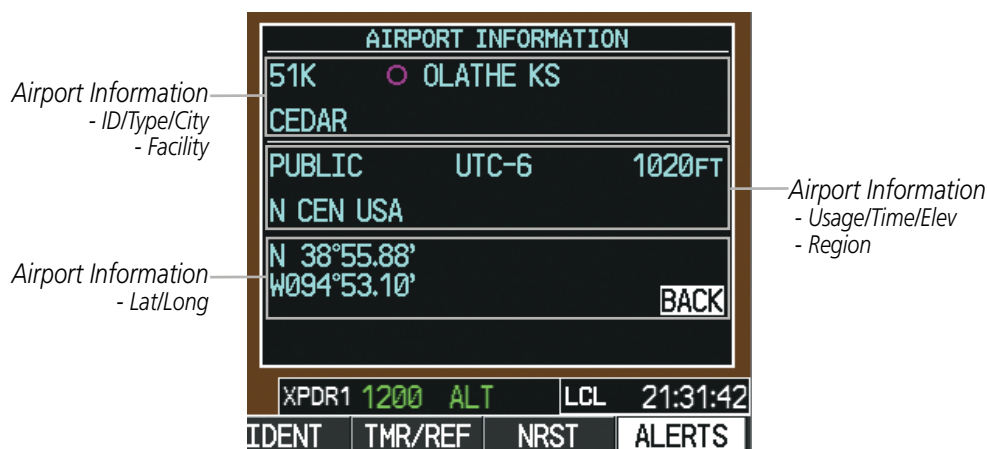 AIRPORT INFORMATION
51K OLATHE KS
CEDAR
Airport Information
- ID/Type/City
- Facility
PUBLIC UTC-6 1020FT
N CEN USA
Airport Information
- Usage/Time/Elev
- Region
N 38°55.88'
W094°53.10'
BACK
Airport Information
- Lat/Long
XPDR1 1200 ALT LCL 21:31:42
IDENT TMR/REF NRST ALERTS